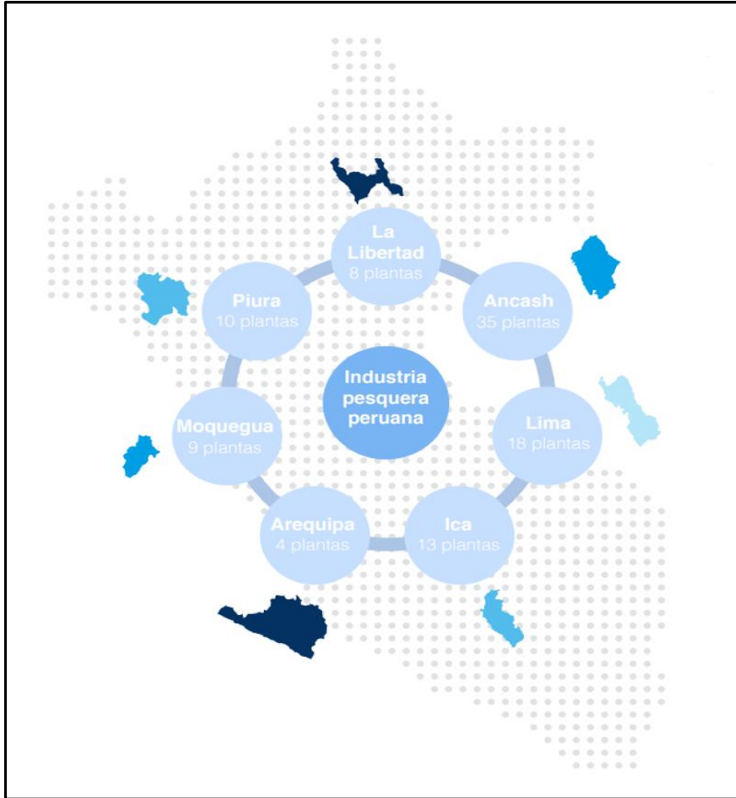 La
Libertad
8 plantas
Ancash
35 plantas
Lima
18 plantas
Ica
13 plantas
Arequipa
4 plantas
Moquegua
9 plantas
Piura
10 plantas
Industria
pesquera
peruana